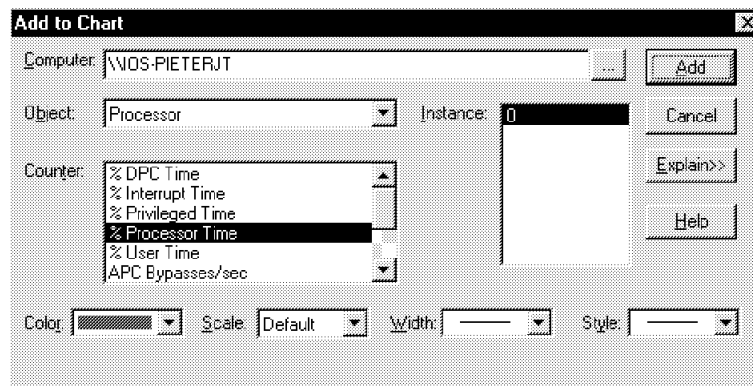 Add to Chart
Computer: \\IOS-PIETERJT ... Add
Object: Processor Instance: 0 Cancel
Counter: % DPC Time Explain>>
% Interrupt Time
% Privileged Time
% Processor Time Help
% User Time
APC Bypasses/sec
Color: Scale: Default Width: Style: